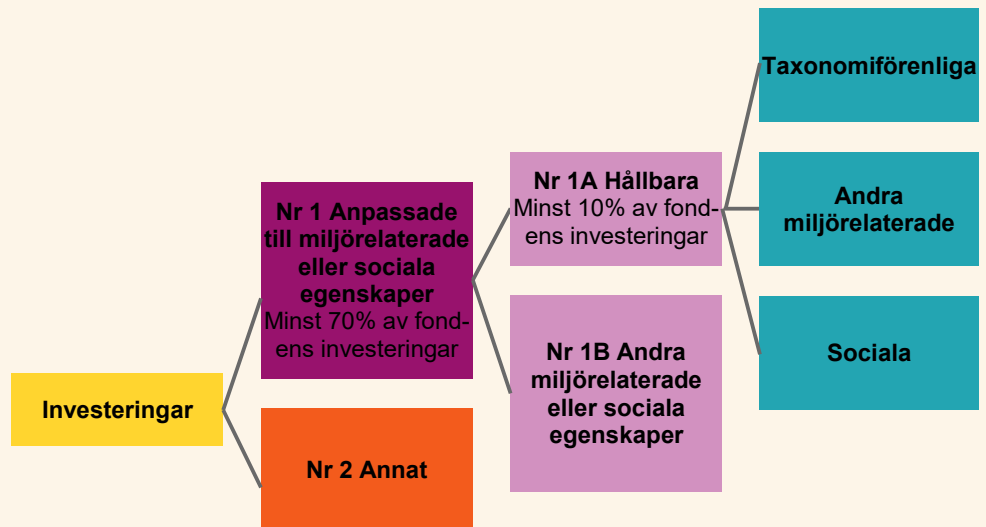 Investeringar
Nr 1 Anpassade
till miljörelaterade
eller sociala
egenskaper
Minst 70% av fond-
ens investeringar
Nr 2 Annat
Nr 1A Hållbara
Minst 10% av fond-
ens investeringar
Nr 1B Andra
miljörelaterade
eller sociala
egenskaper
Taxonomiförenliga
Andra
miljörelaterade
Sociala